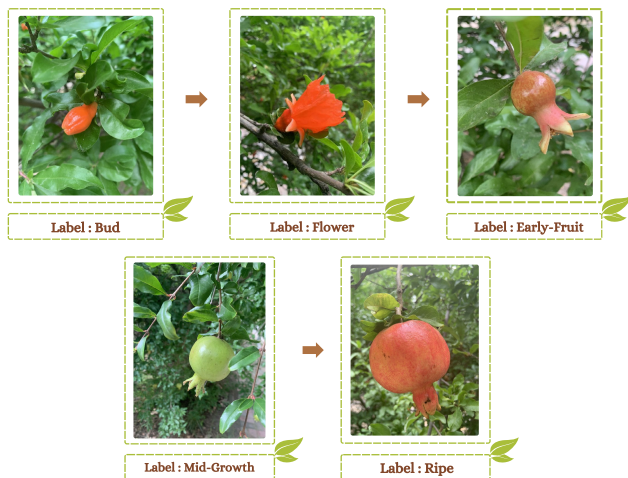 Label : Bud
Label : Flower
Label : Early-Fruit
Label : Mid-Growth
Label : Ripe